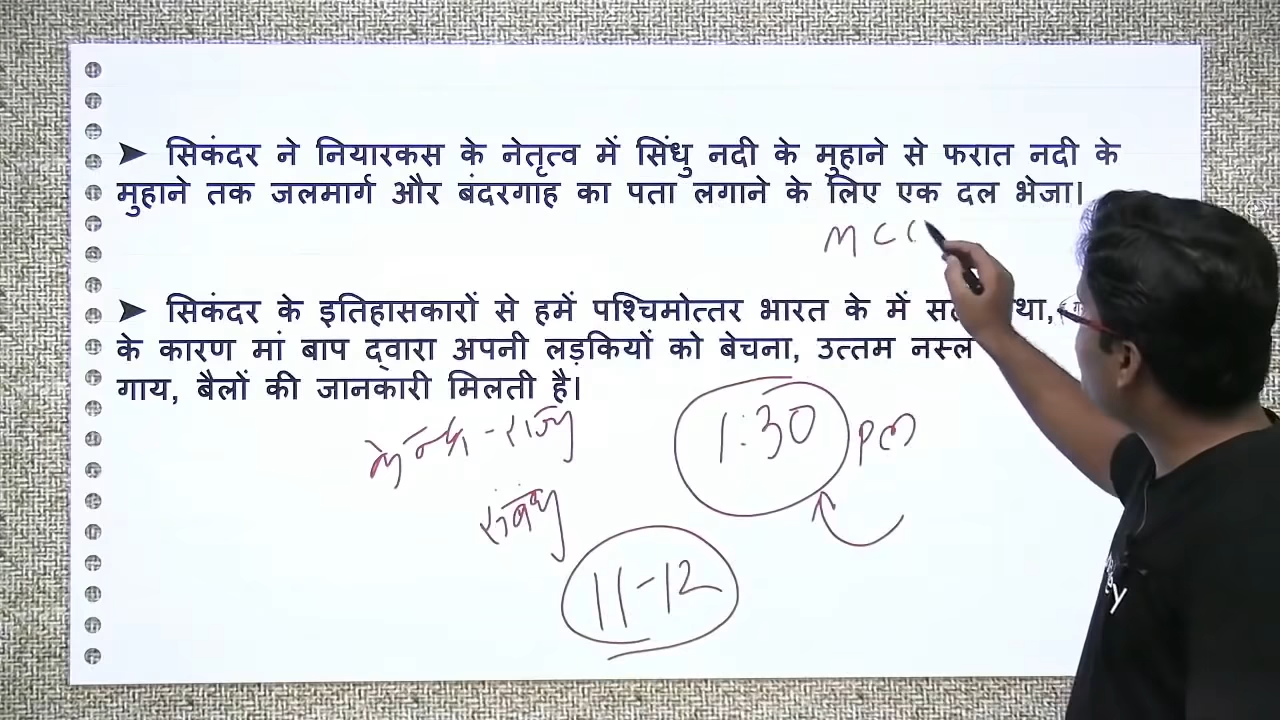 ➤ सिकंदर ने नियारकस के नेतृत्व में सिंधु नदी के मुहाने से फरात नदी के
मुहाने तक जलमार्ग और बंदरगाह का पता लगाने के लिए एक दल भेजा।
M C C
➤ सिकंदर के इतिहासकारों से हमें पश्चिमोत्तर भारत के में था,
के कारण मां बाप द्वारा अपनी लड़कियों को बेचना, उत्तम नस्ल
गाय, बैलों की जानकारी मिलती है।
केन्द्र-राज्य
1:30 pm
संबंध
11-12